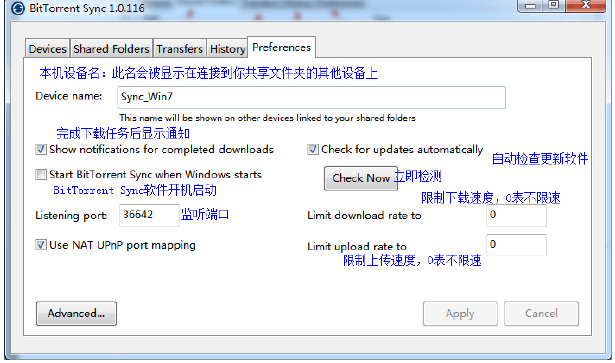 BitTorrent Sync 1.0.116
Devices Shared Folders Transfers History Preferences
本机设备名：此名会被显示在连接到你共享文件夹的其他设备上
Device name: Sync_Win7
This name will be shown on other devices linked to your shared folders
完成下载任务后显示通知
Show notifications for completed downloads Check for updates automatically
自动检查更新软件
Start BitTorrent Sync when Windows starts Check Now 立即检测
BitTorrent Sync软件开机启动
限制下载速度，0表不限速
Listening port: 36642 监听端口 Limit download rate to 0
Use NAT UPnP port mapping Limit upload rate to 0
限制上传速度，0表不限速
Advanced... Apply Cancel